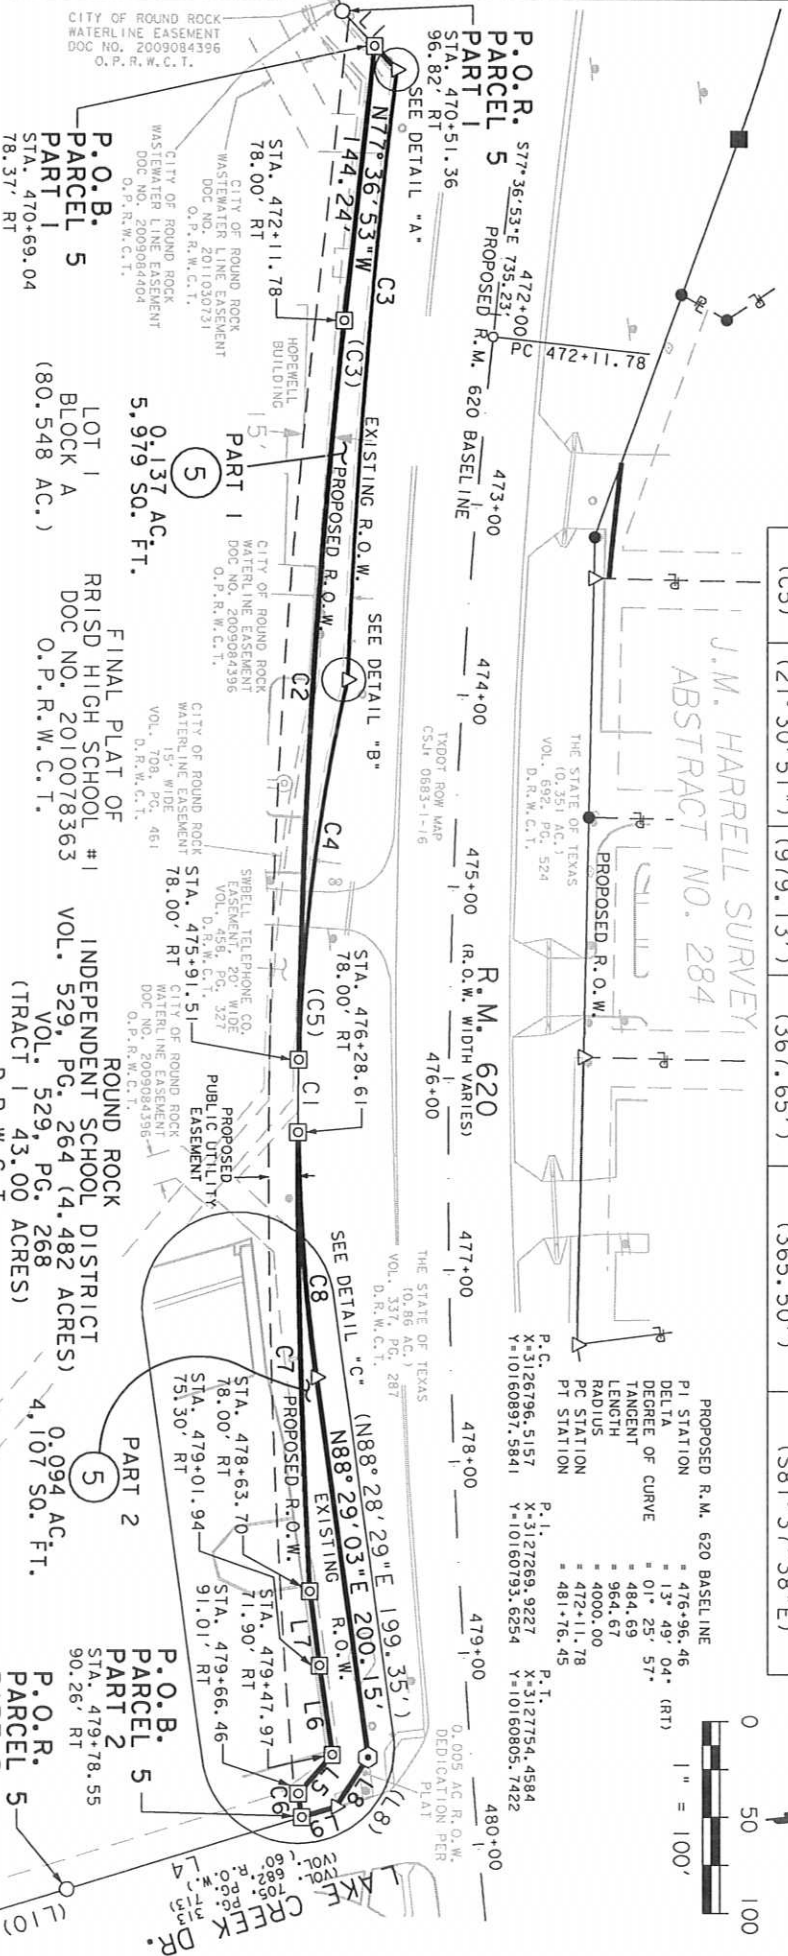 (C5)
(21°30'51")
(979.13')
(367.65')
(365.50')
J.M. HARRELL SURVEY
ABSTRACT NO. 284
THE STATE OF TEXAS
(0.351 AC.)
VOL. 692, PG. 524
D.R.W.C.T.
PROPOSED R.O.W.
PROPOSED R.M. 620 BASELINE
PI STATION = 476+96.46
DELTA = 13° 49' 04" (RT)
DEGREE OF CURVE = 01° 25' 57"
TANGENT = 484.69
LENGTH = 964.67
RADIUS = 4000.00
PC STATION = 472+11.78
PT STATION = 481+76.45
P.C.
X=3126796.5157
Y=10160897.5841
P.I.
X=3127269.9227
Y=10160793.6254
P.T.
X=3127754.4584
Y=10160805.7422
0 50 100
1" = 100'
P.O.R.
PARCEL 5
PART 1
STA. 470+51.36
96.82' RT
S77°36'53"E 735.23'
472+00
PC 472+11.78
PROPOSED R.M. 620 BASELINE
473+00
474+00
475+00
476+00
477+00
478+00
479+00
480+00
R.M. 620
(R.O.W. WIDTH VARIES)
TXDOT ROW MAP
CSJ: 0683-1-16
THE STATE OF TEXAS
(0.86 AC.)
VOL. 337, PG. 287
D.R.W.C.T.
0.005 AC R.O.W.
DEDICATION PER
PLAT
CITY OF ROUND ROCK
WATERLINE EASEMENT
DOC NO. 2009084396
O.P.R.W.C.T.
L1
SEE DETAIL "A"
N77°36'53"W
144.24'
C3
(C3)
EXISTING R.O.W.
PROPOSED R.O.W.
SEE DETAIL "B"
C2
C4
(C5)
C1
STA. 472+11.78
78.00' RT
STA. 476+28.61
78.00' RT
STA. 475+91.51
78.00' RT
P.O.B.
PARCEL 5
PART 1
STA. 470+69.04
78.37' RT
CITY OF ROUND ROCK
WASTEWATER LINE EASEMENT
DOC NO. 2011030731
O.P.R.W.C.T.
CITY OF ROUND ROCK
WASTEWATER LINE EASEMENT
DOC NO. 2009084404
O.P.R.W.C.T.
HOPEWELL
BUILDING
15'
PART 1
5
0.137 AC.
5,979 SQ. FT.
CITY OF ROUND ROCK
WATERLINE EASEMENT
DOC NO. 2009084396
O.P.R.W.C.T.
CITY OF ROUND ROCK
WATERLINE EASEMENT
15' WIDE
VOL. 708, PG. 461
D.R.W.C.T.
SWBELL TELEPHONE CO.
EASEMENT, 20' WIDE
VOL. 458, PG. 327
D.R.W.C.T.
CITY OF ROUND ROCK
WATERLINE EASEMENT
DOC NO. 2009084396
O.P.R.W.C.T.
PROPOSED
PUBLIC UTILITY
EASEMENT
LOT 1
BLOCK A
(80.548 AC.)
FINAL PLAT OF
RRISD HIGH SCHOOL #1
DOC NO. 2010078363
O.P.R.W.C.T.
ROUND ROCK
INDEPENDENT SCHOOL DISTRICT
VOL. 529, PG. 264 (4.482 ACRES)
VOL. 529, PG. 268
(TRACT 1 43.00 ACRES)
SEE DETAIL "C"
(N88°28'29"E 199.35')
N88°29'03"E 200.15'
EXISTING R.O.W.
C8
C7
PROPOSED R.O.W.
STA. 478+63.70
78.00' RT
STA. 479+01.94
75.30' RT
STA. 479+47.97
71.90' RT
STA. 479+66.46
91.01' RT
L7
L6
L5
C6
L9
L8
(L8)
PART 2
5
0.094 AC.
4,107 SQ. FT.
P.O.B.
PARCEL 5
PART 2
STA. 479+78.55
90.26' RT
P.O.R.
PARCEL 5
L4
(L10)
LAKE CREEK DR.